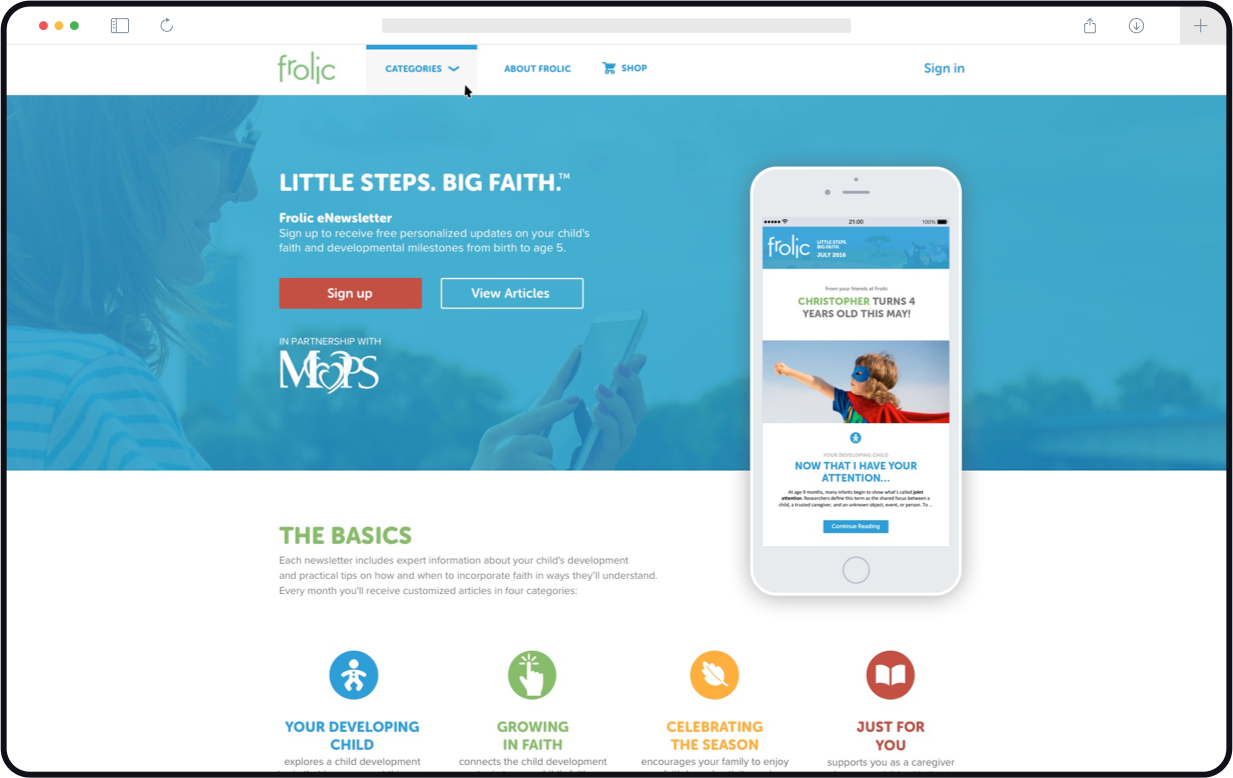 frolic
CATEGORIES
ABOUT FROLIC
SHOP
Sign in
LITTLE STEPS. BIG FAITH.™
Frolic eNewsletter
Sign up to receive free personalized updates on your child's
faith and developmental milestones from birth to age 5.
Sign up
View Articles
IN PARTNERSHIP WITH
MOPS
21:00
100%
frolic
LITTLE STEPS.
BIG FAITH.
JULY 2016
From your friends at Frolic
CHRISTOPHER TURNS 4
YEARS OLD THIS MAY!
YOUR DEVELOPING CHILD
NOW THAT I HAVE YOUR
ATTENTION...
At age 9 months, many infants begin to show what's called joint
attention. Researchers define this term as the shared focus between a
child, a trusted caregiver, and an unknown object, event, or person. To ...
Continue Reading
THE BASICS
Each newsletter includes expert information about your child's development
and practical tips on how and when to incorporate faith in ways they'll understand.
Every month you'll receive customized articles in four categories:
YOUR DEVELOPING
CHILD
explores a child development
GROWING
IN FAITH
connects the child development
CELEBRATING
THE SEASON
encourages your family to enjoy
JUST FOR
YOU
supports you as a caregiver